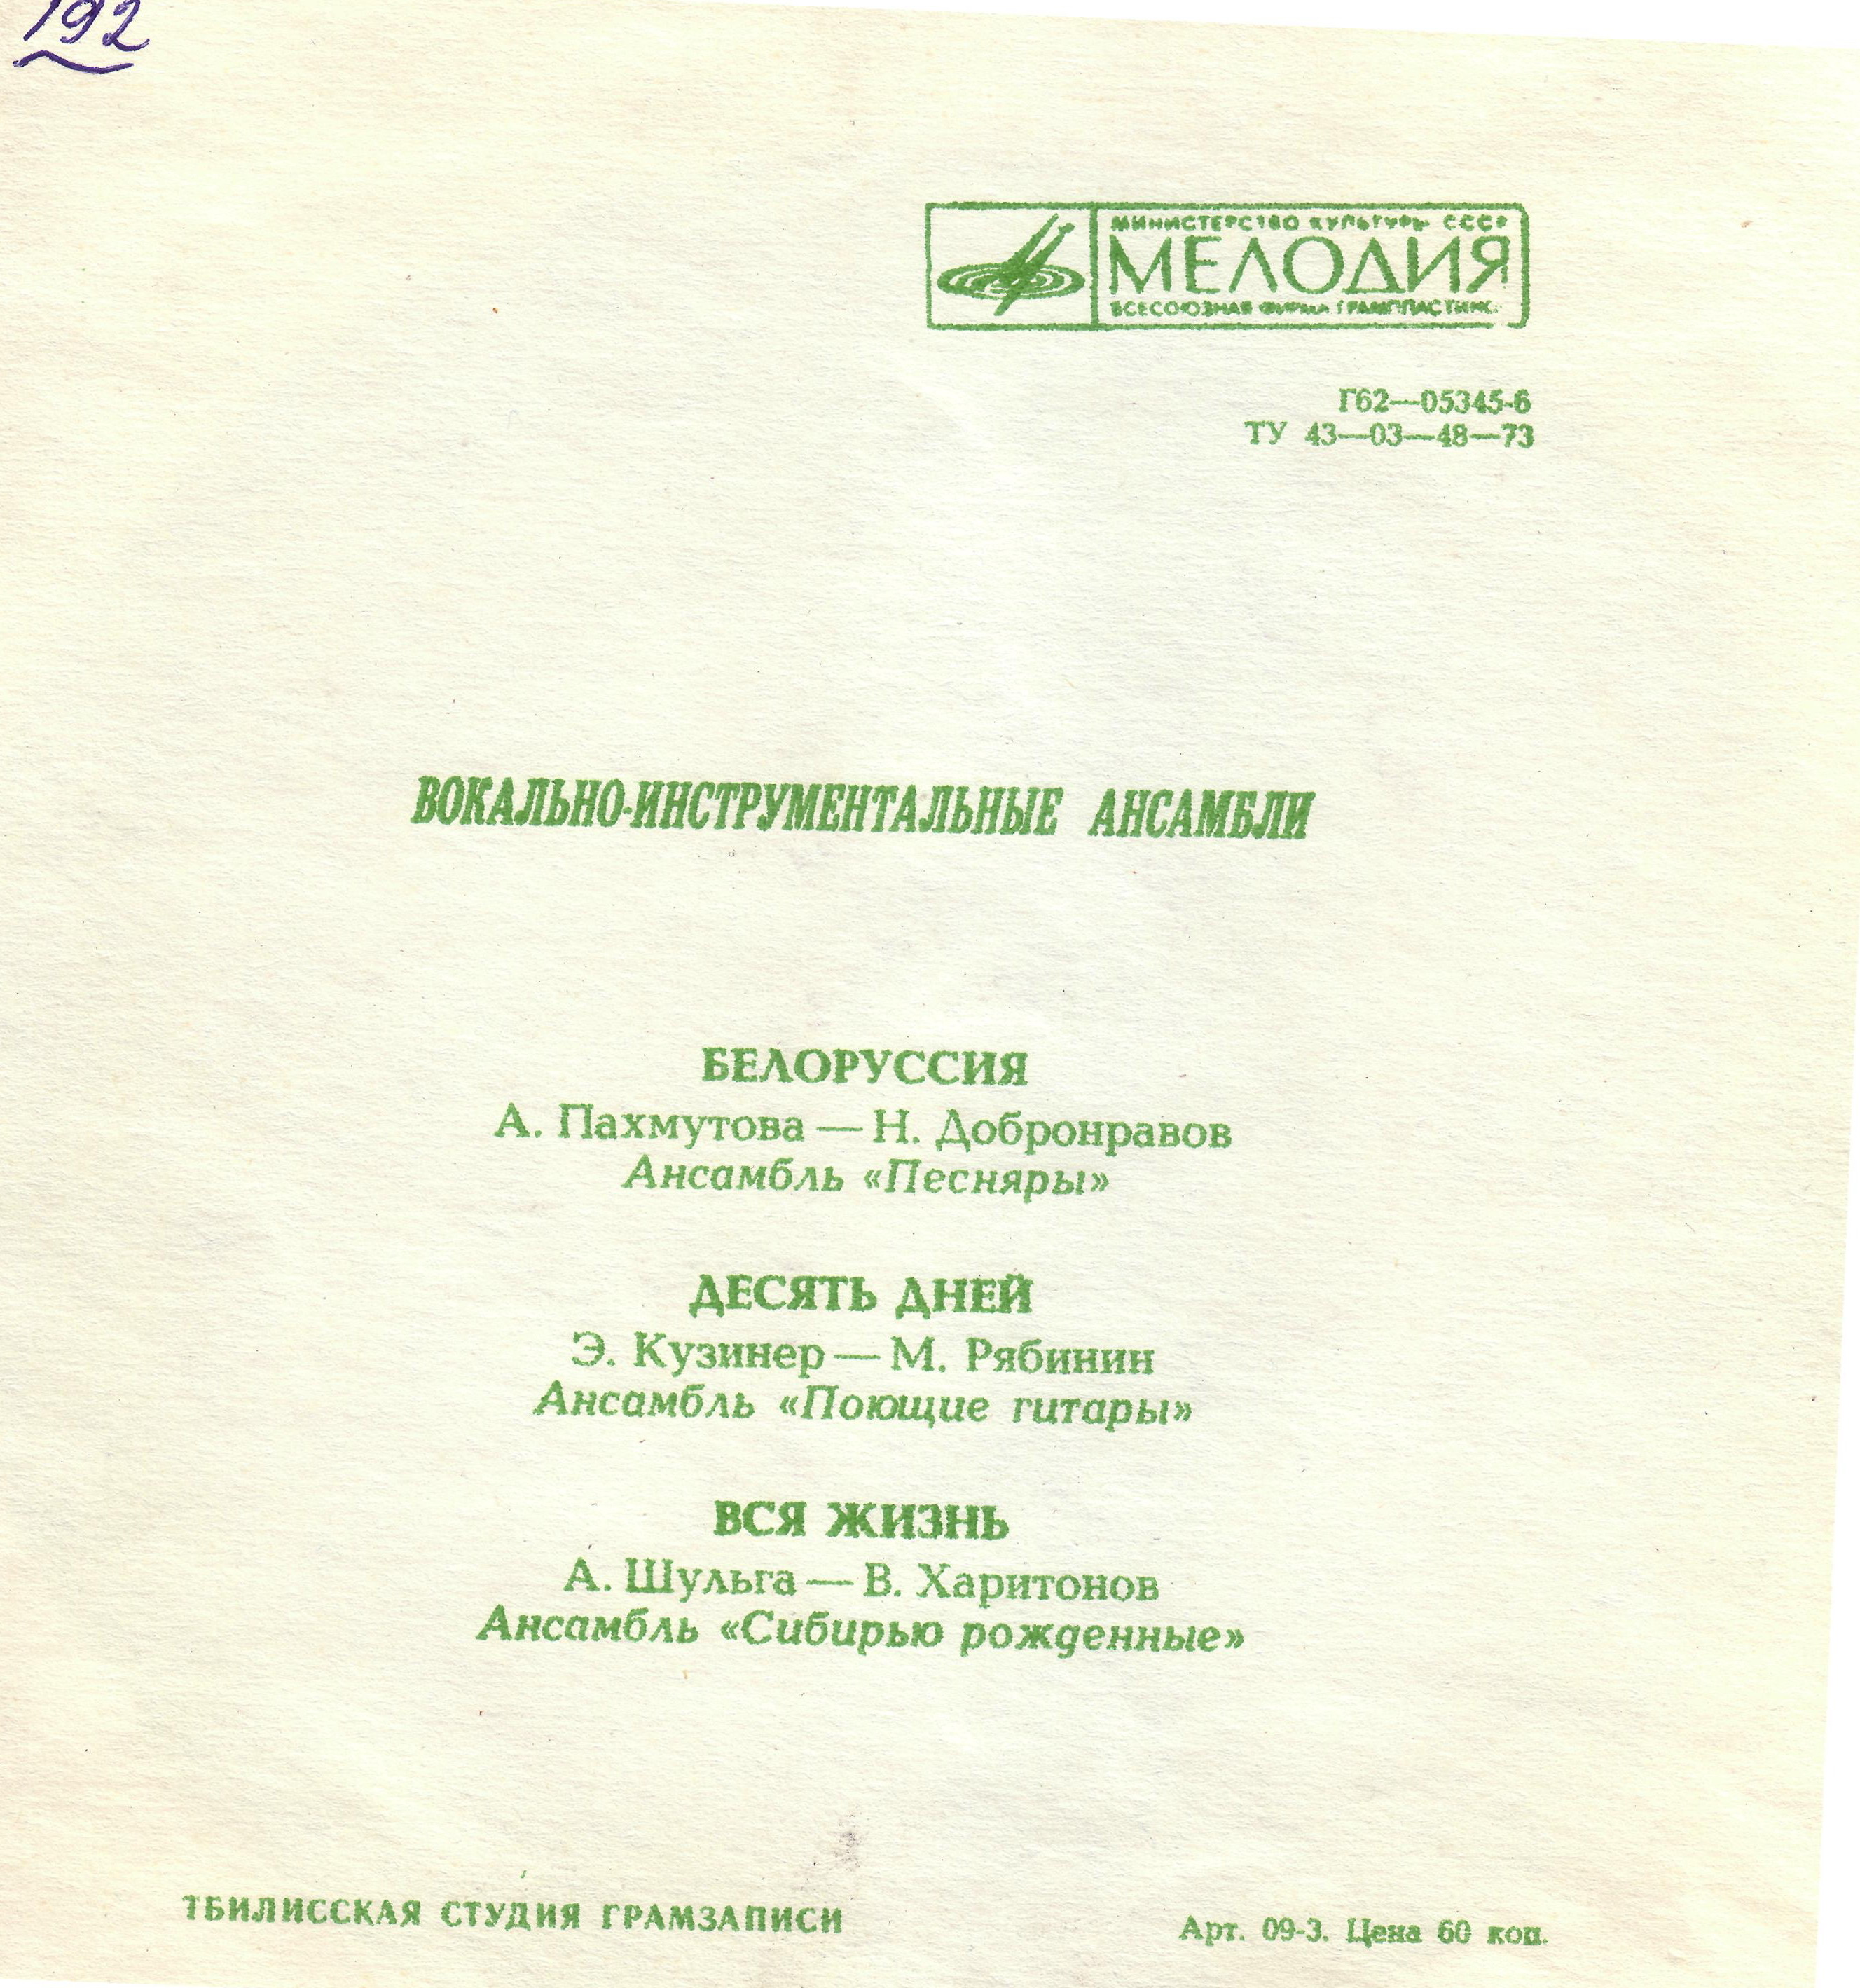 192
МИНИСТЕРСТВО КУЛЬТУРЫ СССР
МЕЛОДИЯ
ВСЕСОЮЗНАЯ ФИРМА ГРАМПЛАСТИНОК
Г62—05345-6
ТУ 43—03—48—73
ВОКАЛЬНО-ИНСТРУМЕНТАЛЬНЫЕ АНСАМБЛИ
БЕЛОРУССИЯ
А. Пахмутова — Н. Добронравов
Ансамбль «Песняры»
ДЕСЯТЬ ДНЕЙ
Э. Кузинер — М. Рябинин
Ансамбль «Поющие гитары»
ВСЯ ЖИЗНЬ
А. Шульга — В. Харитонов
Ансамбль «Сибирью рожденные»
ТБИЛИССКАЯ СТУДИЯ ГРАМЗАПИСИ
Арт. 09-3. Цена 60 коп.